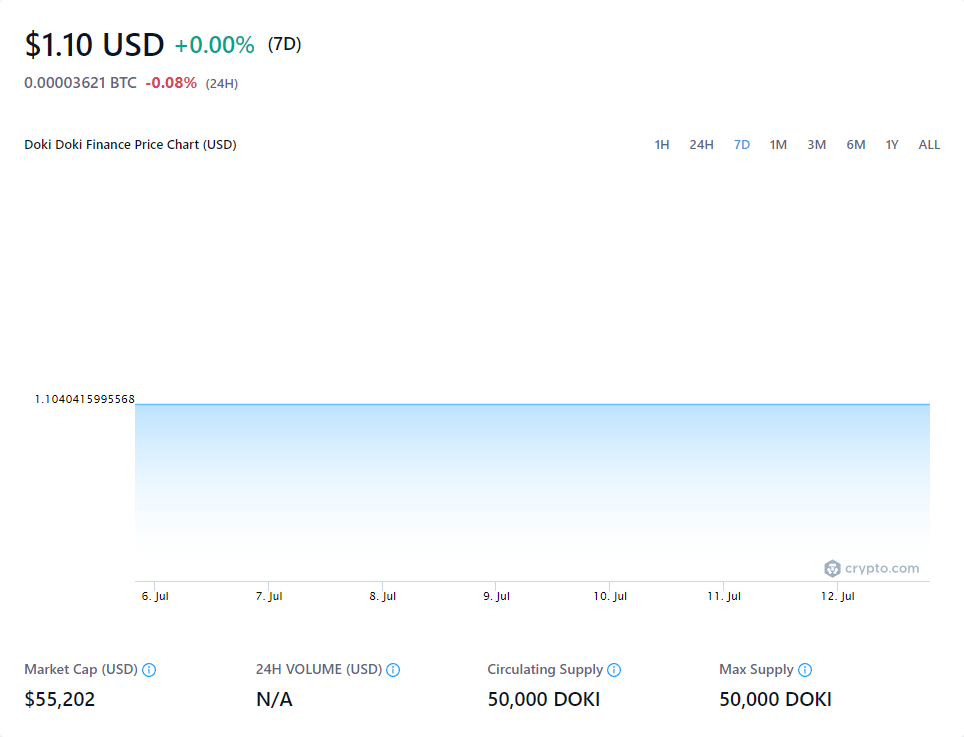 $1.10 USD +0.00% (7D)
0.00003621 BTC -0.08% (24H)
Doki Doki Finance Price Chart (USD) 1H 24H 7D 1M 3M 6M 1Y ALL
1.1040415995568
crypto.com
6. Jul 7. Jul 8. Jul 9. Jul 10. Jul 11. Jul 12. Jul
Market Cap (USD) 24H VOLUME (USD) Circulating Supply Max Supply
$55,202 N/A 50,000 DOKI 50,000 DOKI